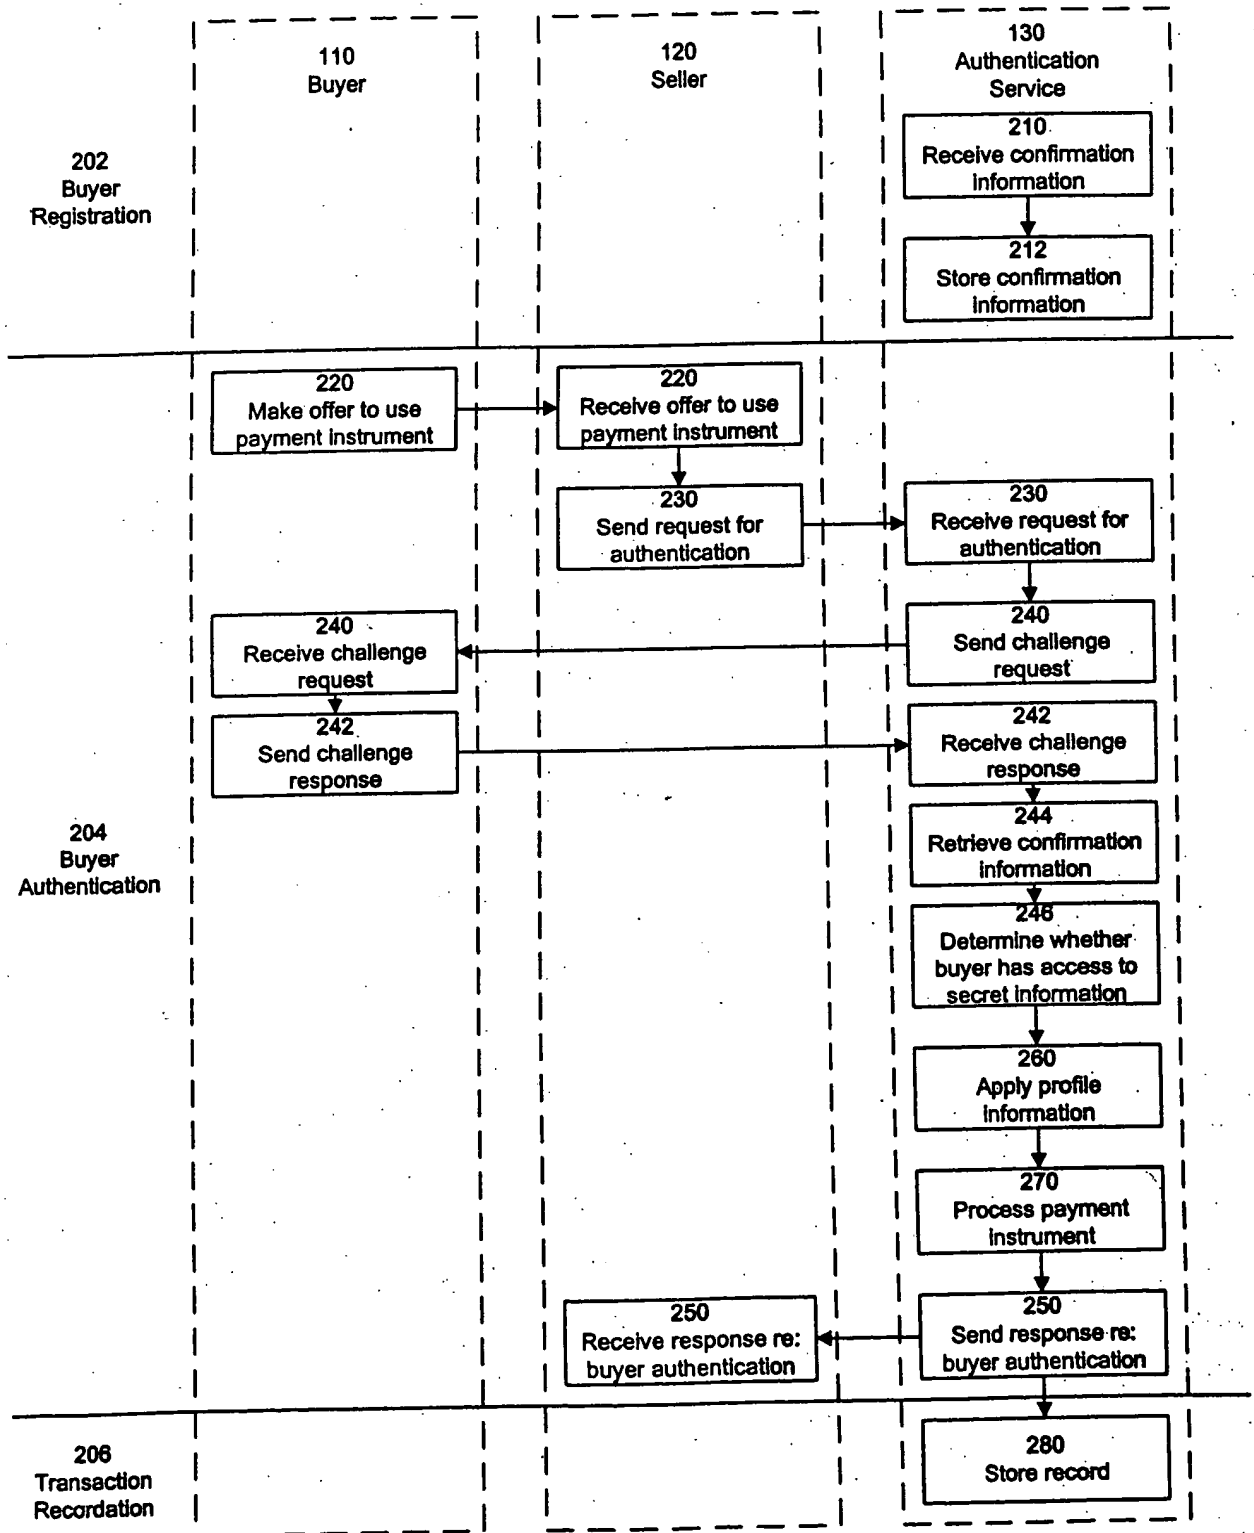 110
Buyer
120
Seller
130
Authentication
Service
202
Buyer
Registration
210
Receive confirmation
information
212
Store confirmation
information
220
Make offer to use
payment instrument
220
Receive offer to use
payment instrument
230
Send request for
authentication
230
Receive request for
authentication
240
Receive challenge
request
240
Send challenge
request
242
Send challenge
response
242
Receive challenge
response
204
Buyer
Authentication
244
Retrieve confirmation
information
246
Determine whether
buyer has access to
secret information
260
Apply profile
information
270
Process payment
instrument
250
Receive response re:
buyer authentication
250
Send response re:
buyer authentication
206
Transaction
Recordation
280
Store record